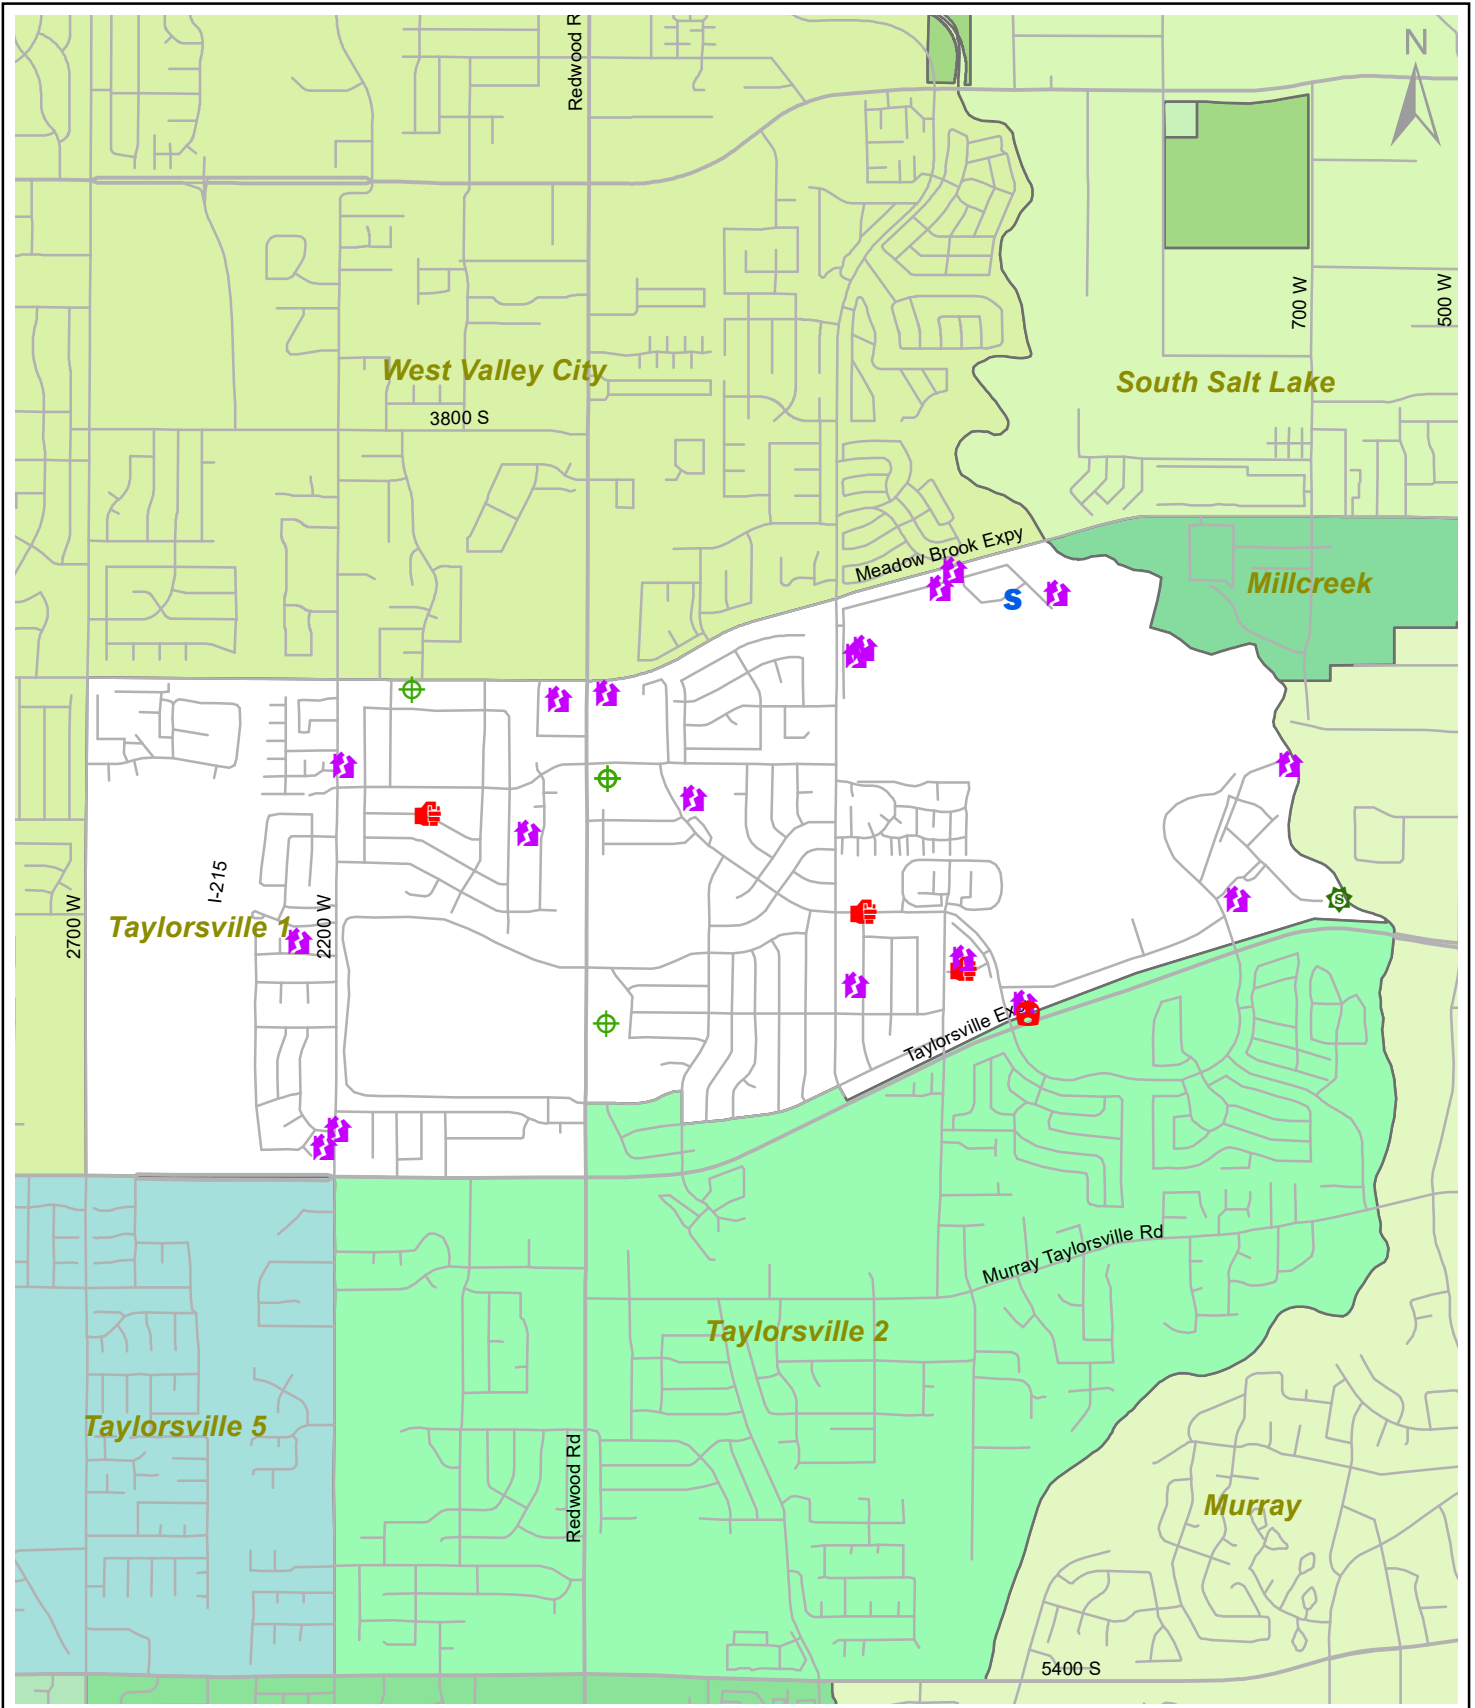 N
Redwood R
700 W
500 W
West Valley City
South Salt Lake
3800 S
Meadow Brook Expy
Millcreek
S
I-215
2700 W
2200 W
Taylorsville 1
S
Taylorsville Ex
Murray Taylorsville Rd
Taylorsville 2
Taylorsville 5
Redwood Rd
Murray
5400 S